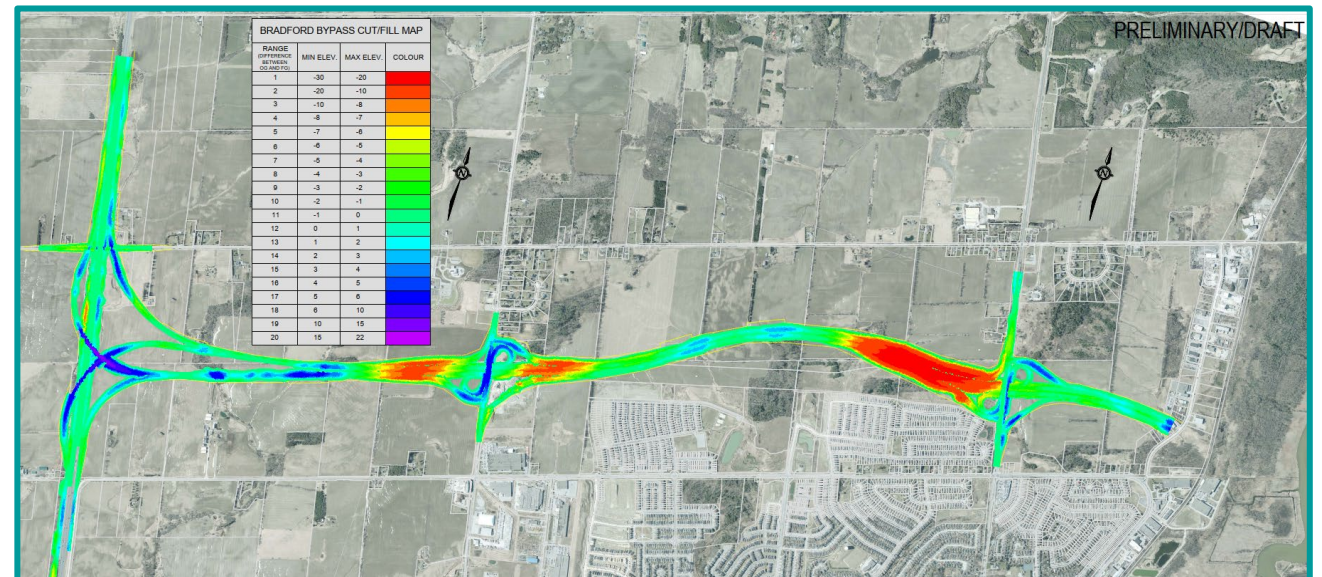 PRELIMINARY/DRAFT
BRADFORD BYPASS CUT/FILL MAP
RANGE (DIFFERENCE BETWEEN OG AND FG) MIN ELEV. MAX ELEV. COLOUR
1 -30 -20
2 -20 -10
3 -10 -8
4 -8 -7
5 -7 -6
6 -6 -5
7 -5 -4
8 -4 -3
9 -3 -2
10 -2 -1
11 -1 0
12 0 1
13 1 2
14 2 3
15 3 4
16 4 5
17 5 6
18 6 10
19 10 15
20 15 22
N
N